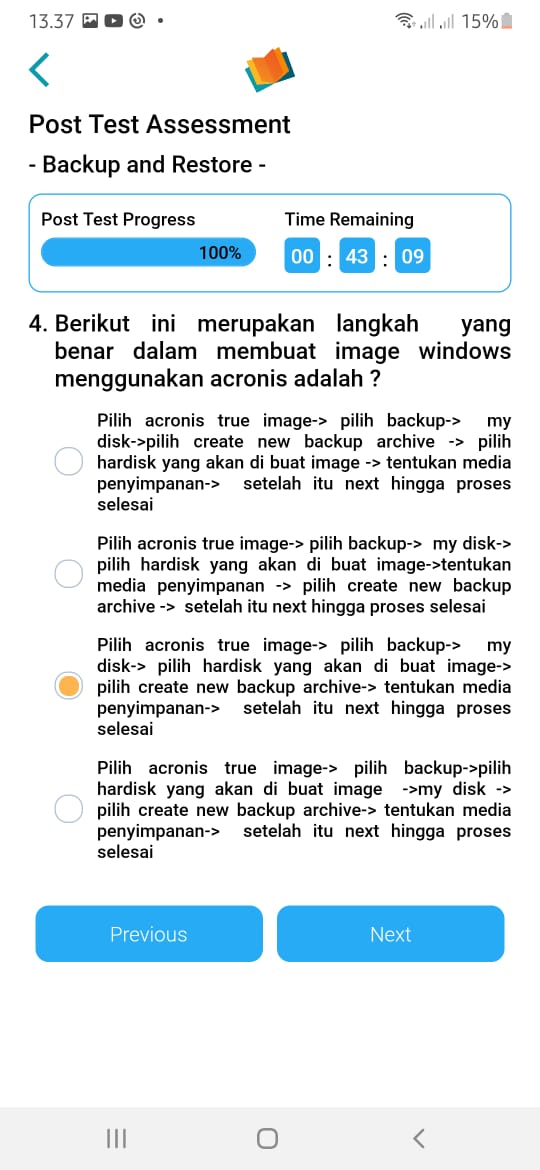 13.37 15%
Post Test Assessment
- Backup and Restore -
Post Test Progress
Time Remaining
100%
00 : 43 : 09
4. Berikut ini merupakan langkah yang
benar dalam membuat image windows
menggunakan acronis adalah ?
Pilih acronis true image-> pilih backup-> my
disk->pilih create new backup archive -> pilih
hardisk yang akan di buat image -> tentukan media
penyimpanan-> setelah itu next hingga proses
selesai
Pilih acronis true image-> pilih backup-> my disk->
pilih hardisk yang akan di buat image->tentukan
media penyimpanan -> pilih create new backup
archive -> setelah itu next hingga proses selesai
Pilih acronis true image-> pilih backup-> my
disk-> pilih hardisk yang akan di buat image->
pilih create new backup archive-> tentukan media
penyimpanan-> setelah itu next hingga proses
selesai
Pilih acronis true image-> pilih backup->pilih
hardisk yang akan di buat image ->my disk ->
pilih create new backup archive-> tentukan media
penyimpanan-> setelah itu next hingga proses
selesai
Previous
Next